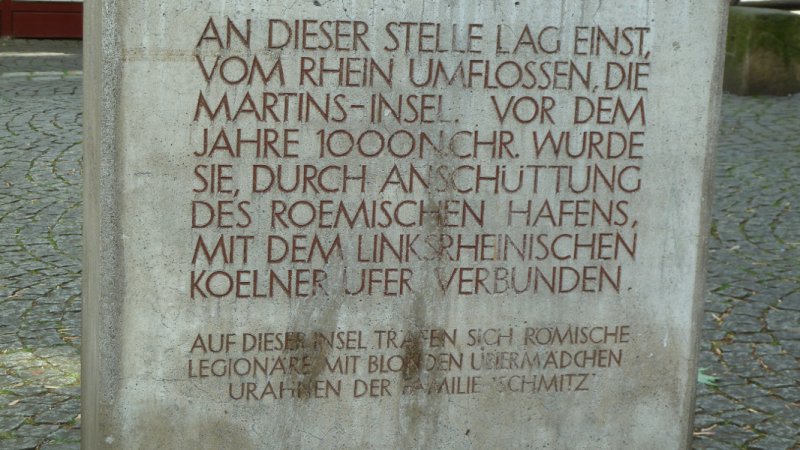 AN DIESER STELLE LAG EINST,
VOM RHEIN UMFLOSSEN, DIE
MARTINS-INSEL. VOR DEM
JAHRE 1000 N CHR. WURDE
SIE, DURCH ANSCHÜTTUNG
DES ROEMISCHEN HAFENS,
MIT DEM LINKSRHEINISCHEN
KOELNER UFER VERBUNDEN.
AUF DIESER INSEL TRAFEN SICH RÖMISCHE
LEGIONÄRE MIT BLONDEN UBIERMÄDCHEN
URAHNEN DER FAMILIE "SCHMITZ"